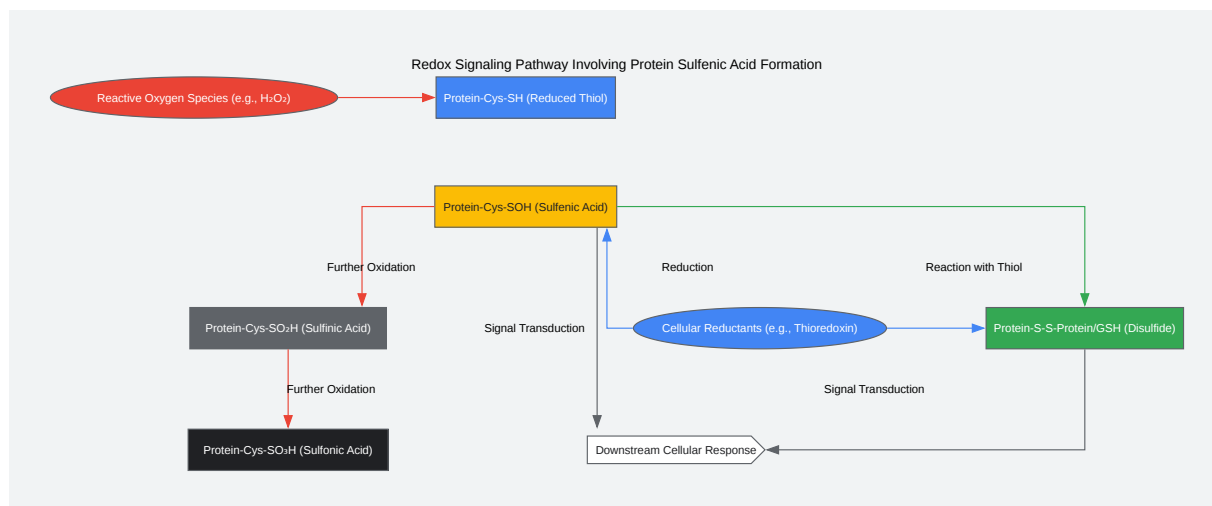 Redox Signaling Pathway Involving Protein Sulfenic Acid Formation
Reactive Oxygen Species (e.g., H₂O₂)
Protein-Cys-SH (Reduced Thiol)
Protein-Cys-SOH (Sulfenic Acid)
Further Oxidation
Reduction
Reaction with Thiol
Protein-Cys-SO₂H (Sulfinic Acid)
Signal Transduction
Cellular Reductants (e.g., Thioredoxin)
Protein-S-S-Protein/GSH (Disulfide)
Further Oxidation
Signal Transduction
Protein-Cys-SO₃H (Sulfonic Acid)
Downstream Cellular Response